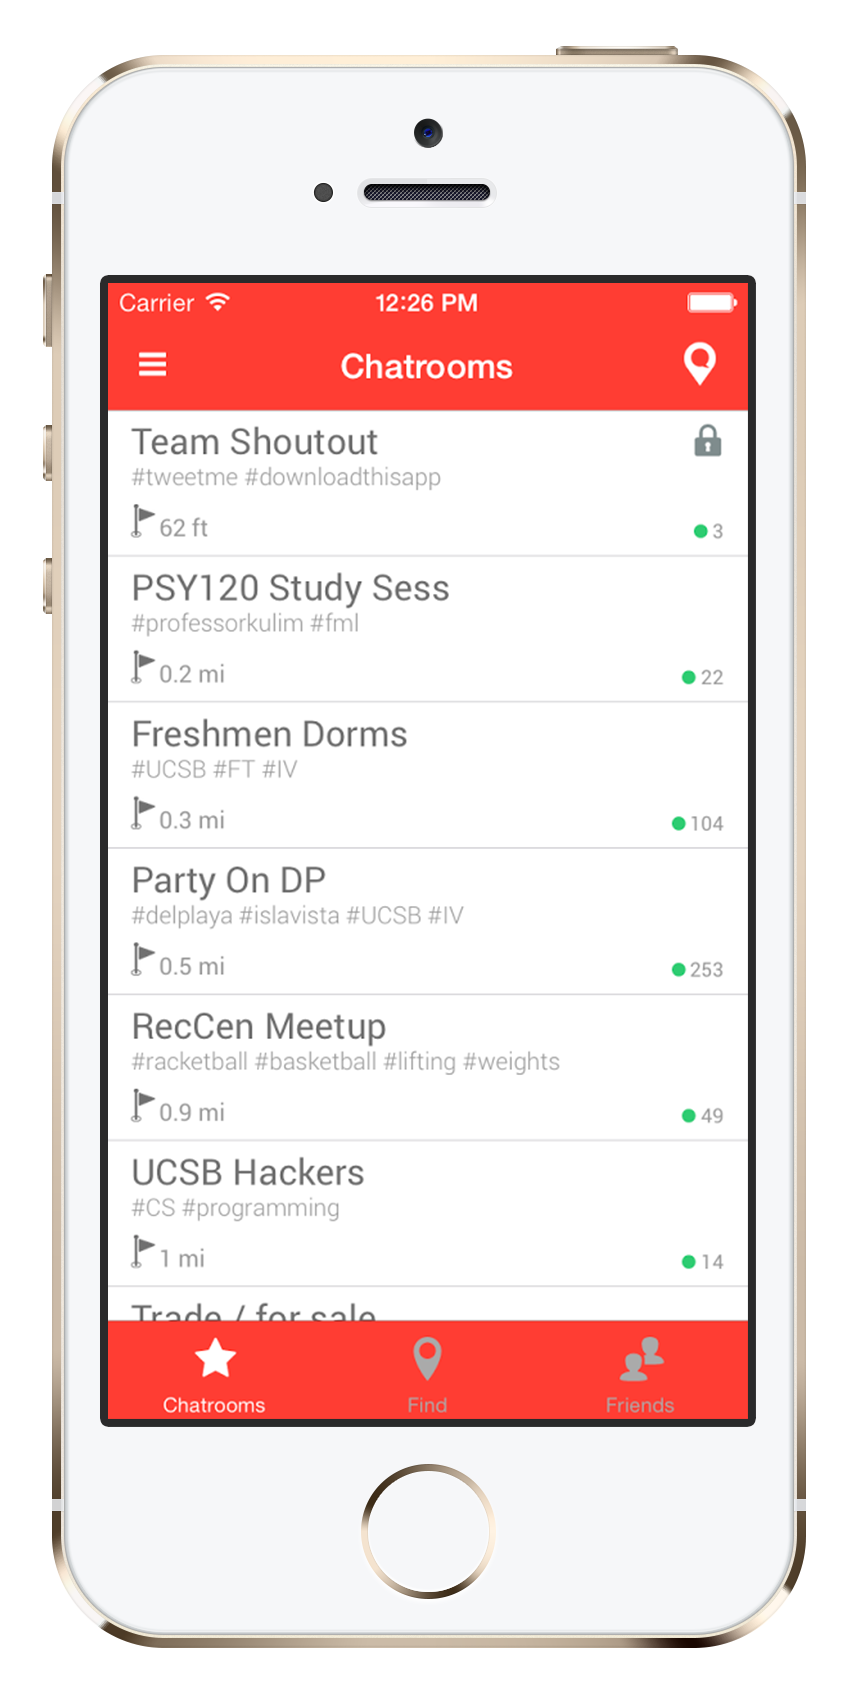 Carrier 12:26 PM
Chatrooms
Team Shoutout
#tweetme #downloadthisapp
62 ft 3
PSY120 Study Sess
#professorkulim #fml
0.2 mi 22
Freshmen Dorms
#UCSB #FT #IV
0.3 mi 104
Party On DP
#delplaya #islavista #UCSB #IV
0.5 mi 253
RecCen Meetup
#racketball #basketball #lifting #weights
0.9 mi 49
UCSB Hackers
#CS #programming
1 mi 14
Trade / for sale
Chatrooms Find Friends